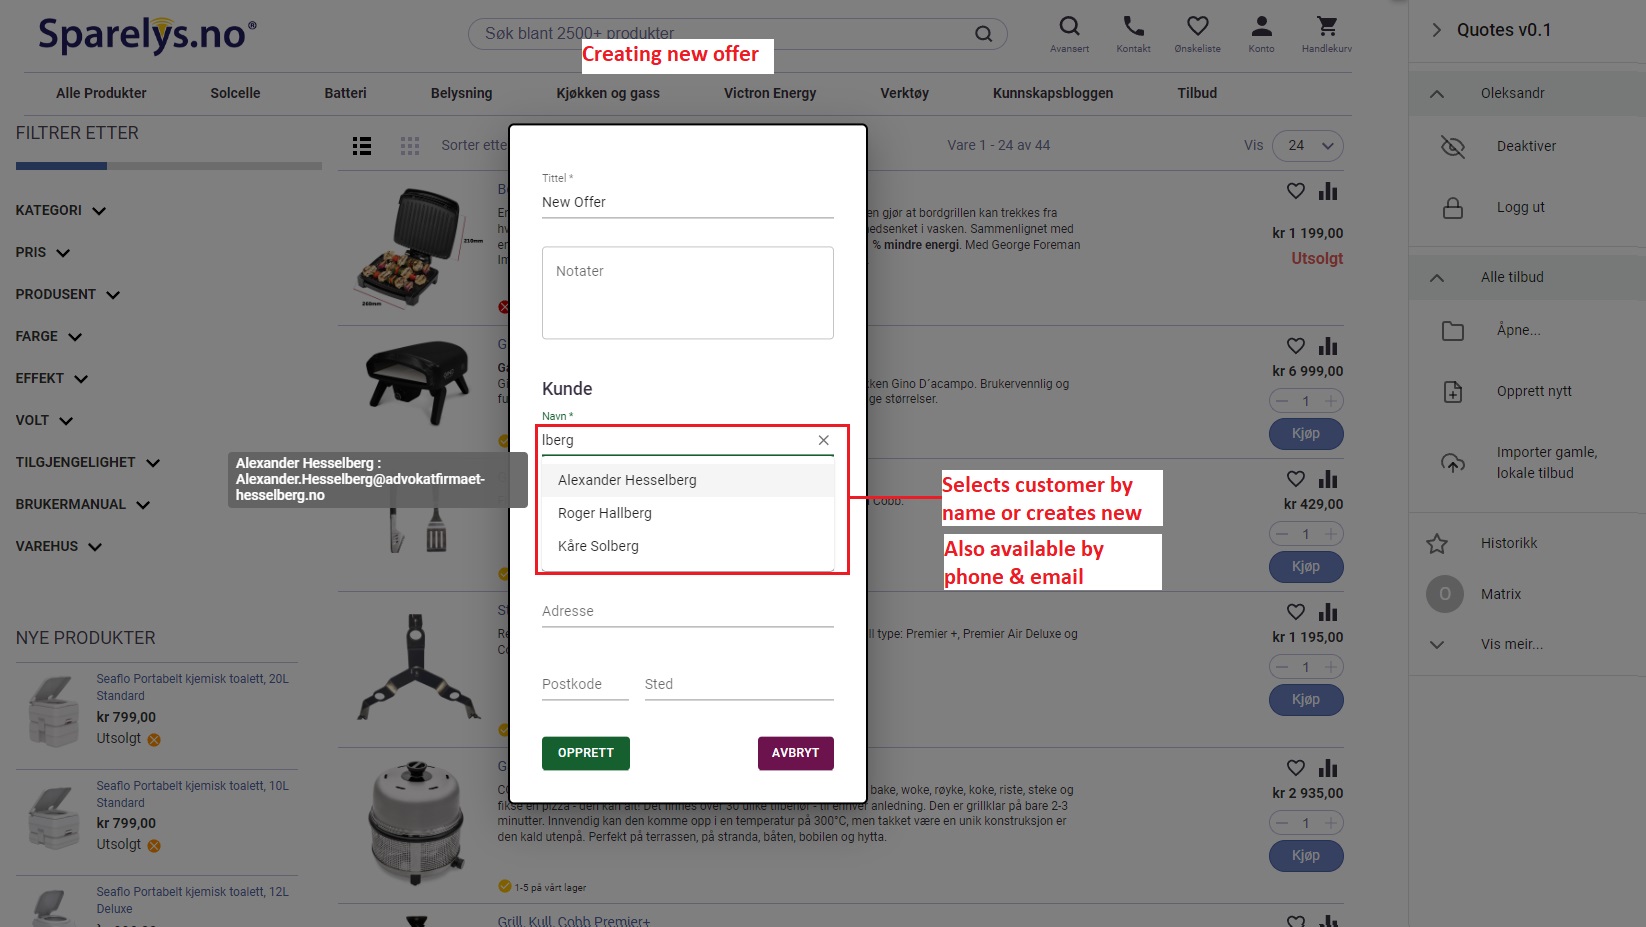 Sparelys.no®
Søk blant 2500+ produkter
Creating new offer
Avansert
Kontakt
Ønskeliste
Konto
Handlekurv
Alle Produkter
Solcelle
Batteri
Belysning
Kjøkken og gass
Victron Energy
Verktøy
Kunnskapsbloggen
Tilbud
FILTRER ETTER
KATEGORI
PRIS
PRODUSENT
FARGE
EFFEKT
VOLT
TILGJENGELIGHET
BRUKERMANUAL
VAREHUS
Alexander Hesselberg :
Alexander.Hesselberg@advokatfirmaet-
hesselberg.no
NYE PRODUKTER
Seaflo Portabelt kjemisk toalett, 20L
Standard
kr 799,00
Utsolgt
Seaflo Portabelt kjemisk toalett, 10L
Standard
kr 799,00
Utsolgt
Seaflo Portabelt kjemisk toalett, 12L
Deluxe
Sorter ette
Vare 1 - 24 av 44
Vis
24
210mm
260mm
en gjør at bordgrillen kan trekkes fra
nedsenket i vasken. Sammenlignet med
% mindre energi. Med George Foreman
kr 1 199,00
Utsolgt
ken Gino D´acampo. Brukervennlig og
ge størrelser.
kr 6 999,00
1
Kjøp
Cobb.
kr 429,00
1
Kjøp
ll type: Premier +, Premier Air Deluxe og
kr 1 195,00
1
Kjøp
bake, woke, røyke, koke, riste, steke og
minutter. Innvendig kan den komme opp i en temperatur på 300°C, men takket være en unik konstruksjon er
den kald utenpå. Perfekt på terrassen, på stranda, båten, bobilen og hytta.
1-5 på vårt lager
kr 2 935,00
1
Kjøp
Grill, Kull, Cobb Premier+
Tittel *
New Offer
Notater
Kunde
Navn *
lberg
Alexander Hesselberg
Roger Hallberg
Kåre Solberg
Adresse
Postkode
Sted
OPPRETT
AVBRYT
Selects customer by
name or creates new
Also available by
phone & email
Quotes v0.1
Oleksandr
Deaktiver
Logg ut
Alle tilbud
Åpne...
Opprett nytt
Importer gamle,
lokale tilbud
Historikk
O
Matrix
Vis meir...